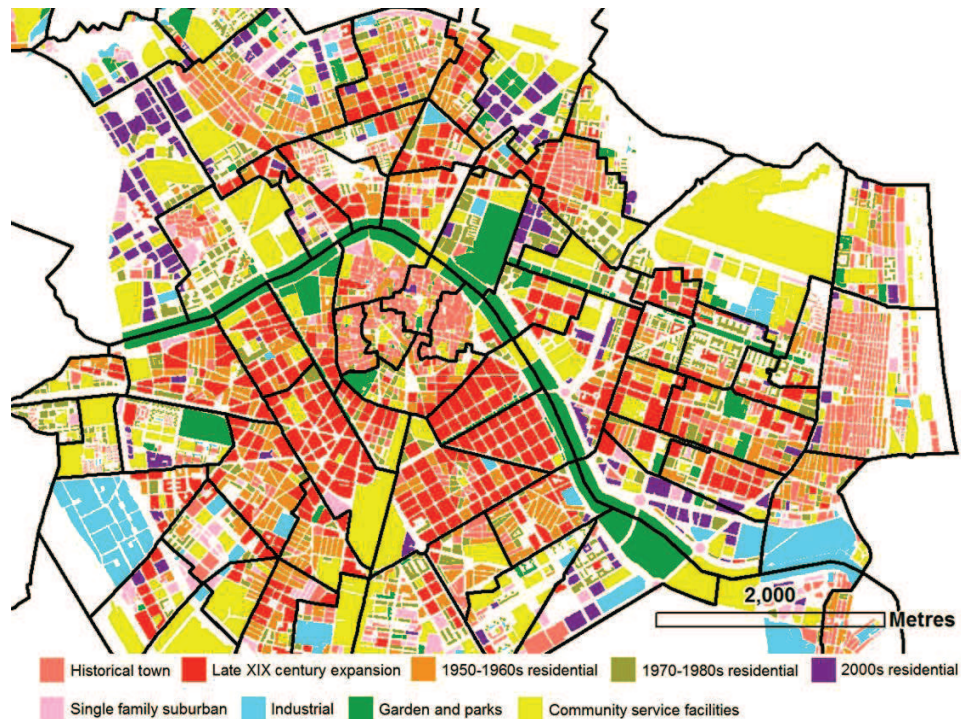 2,000
Metres
Historical town Late XIX century expansion 1950-1960s residential 1970-1980s residential 2000s residential
Single family suburban Industrial Garden and parks Community service facilities